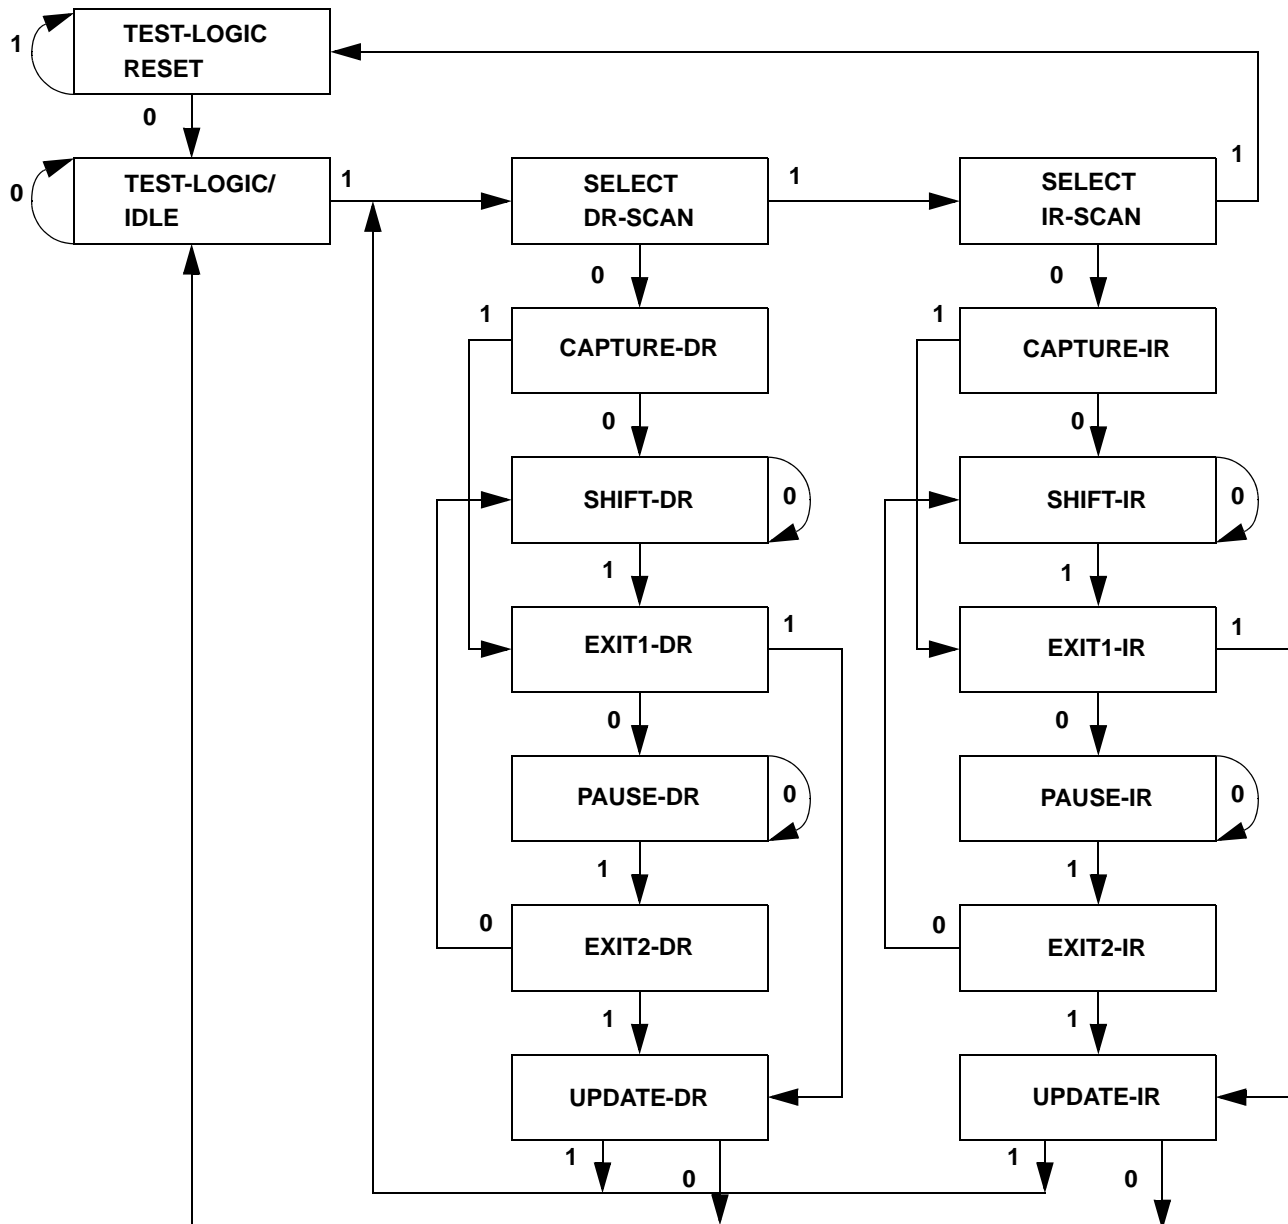 1
TEST-LOGIC
RESET
0
0
TEST-LOGIC/
IDLE
1
SELECT
DR-SCAN
1
SELECT
IR-SCAN
1
0
0
1
CAPTURE-DR
1
CAPTURE-IR
0
0
SHIFT-DR
0
SHIFT-IR
0
1
1
EXIT1-DR
1
EXIT1-IR
1
0
0
PAUSE-DR
0
PAUSE-IR
0
1
1
0
EXIT2-DR
0
EXIT2-IR
1
1
UPDATE-DR
UPDATE-IR
1
0
1
0